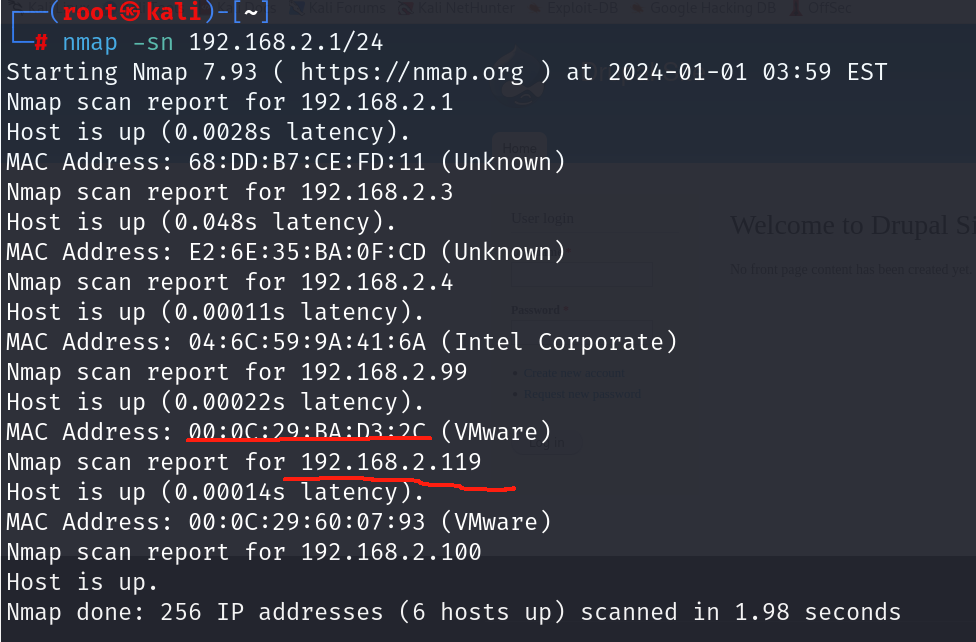 Kali Forums Kali NetHunter Exploit-DB Google Hacking DB OffSec
┌──(root㉿kali)-[~]
└─# nmap -sn 192.168.2.1/24
Starting Nmap 7.93 ( https://nmap.org ) at 2024-01-01 03:59 EST
Nmap scan report for 192.168.2.1
Host is up (0.0028s latency).
Home
MAC Address: 68:DD:B7:CE:FD:11 (Unknown)
Nmap scan report for 192.168.2.3
Host is up (0.048s latency).
User login
Welcome to Drupal Si
MAC Address: E2:6E:35:BA:0F:CD (Unknown)
No front page content has been created yet
Nmap scan report for 192.168.2.4
Host is up (0.00011s latency).
Password *
MAC Address: 04:6C:59:9A:41:6A (Intel Corporate)
Nmap scan report for 192.168.2.99
Create new account
Request new password
Host is up (0.00022s latency).
MAC Address: 00:0C:29:BA:D3:2C (VMware)
Nmap scan report for 192.168.2.119
Host is up (0.00014s latency).
MAC Address: 00:0C:29:60:07:93 (VMware)
Nmap scan report for 192.168.2.100
Host is up.
Nmap done: 256 IP addresses (6 hosts up) scanned in 1.98 seconds